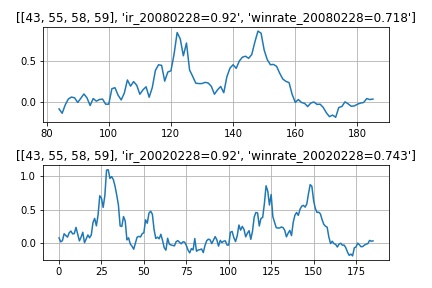 [[43, 55, 58, 59], 'ir_20080228=0.92', 'winrate_20080228=0.718']
0.5
0.0
80 100 120 140 160 180
[[43, 55, 58, 59], 'ir_20020228=0.92', 'winrate_20020228=0.743']
1.0
0.5
0.0
0 25 50 75 100 125 150 175